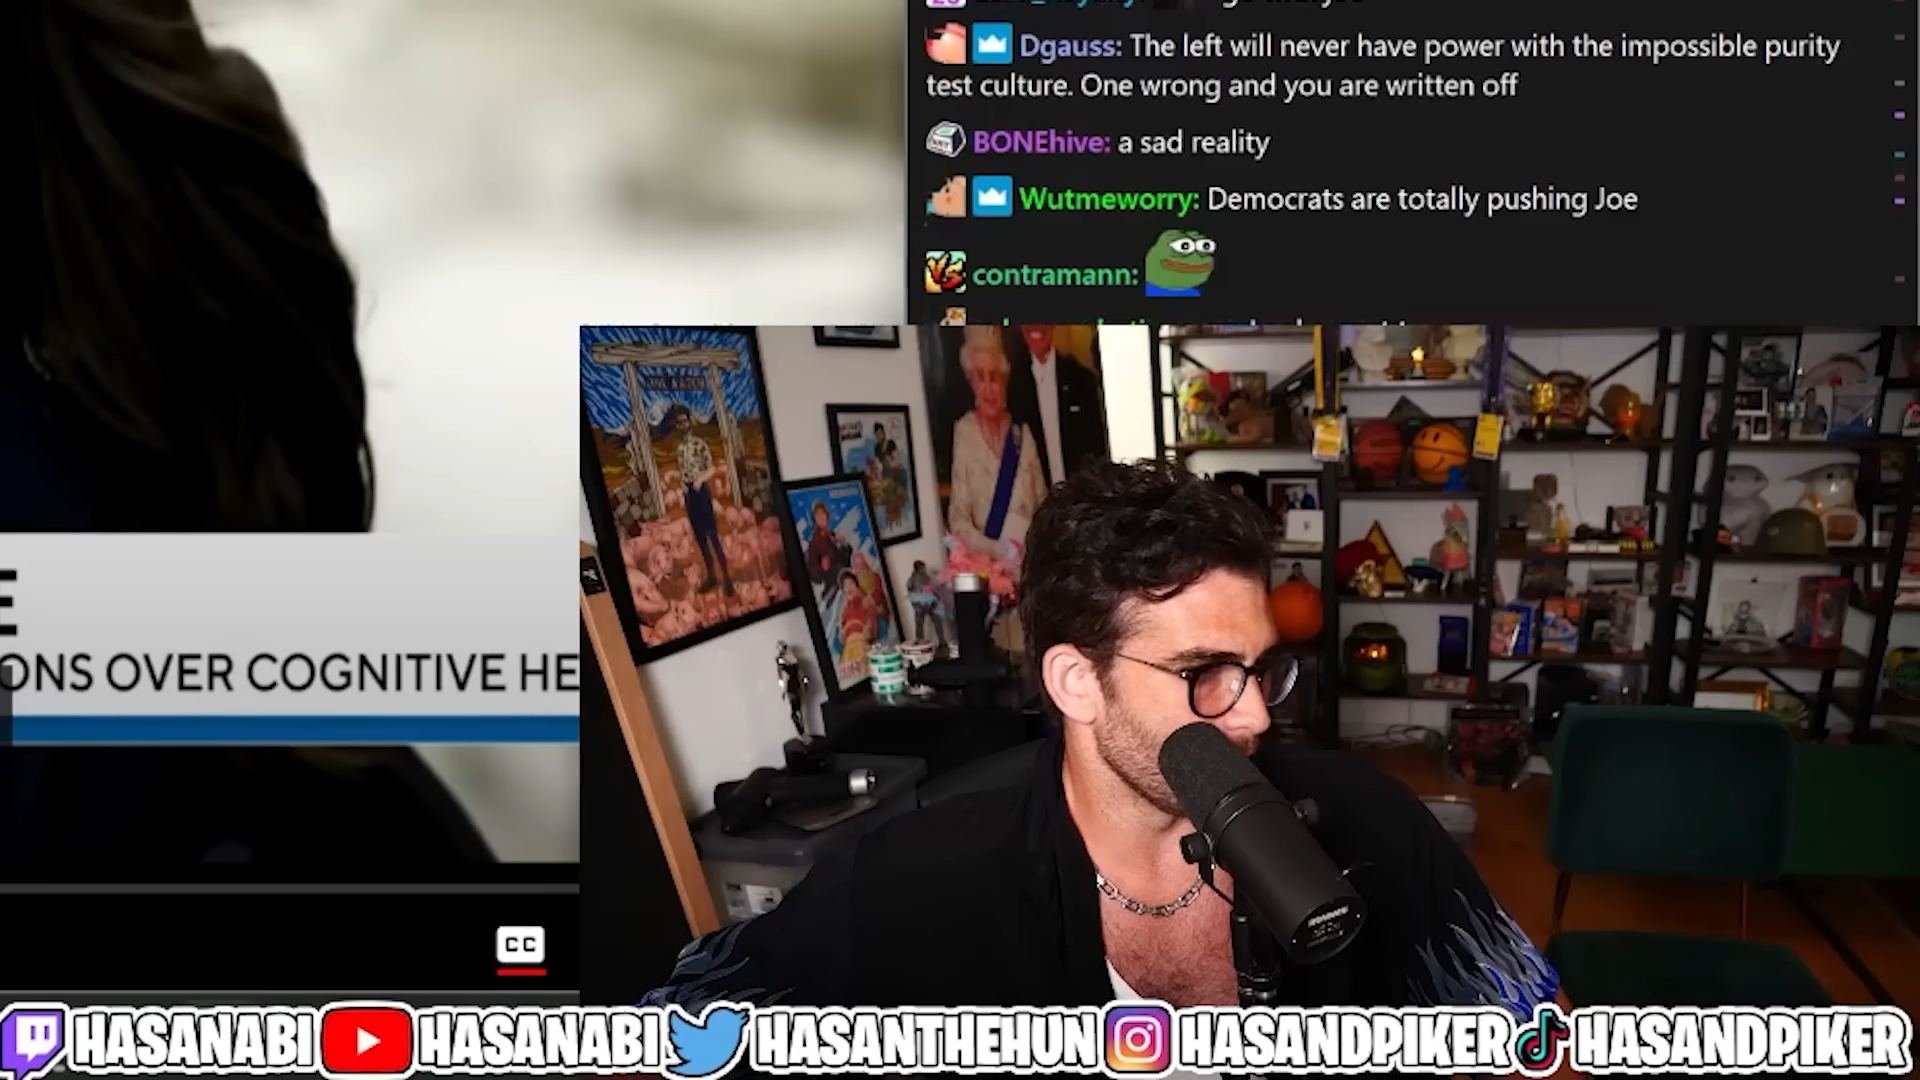 Dgauss: The left will never have power with the impossible purity
test culture. One wrong and you are written off
BONEhive: a sad reality
Wutmeworry: Democrats are totally pushing Joe
contramann:
E
ONS OVER COGNITIVE HE
CC
HASANABI HASANABI HASANTHEHUN HASANDPIKER HASANDPIKER